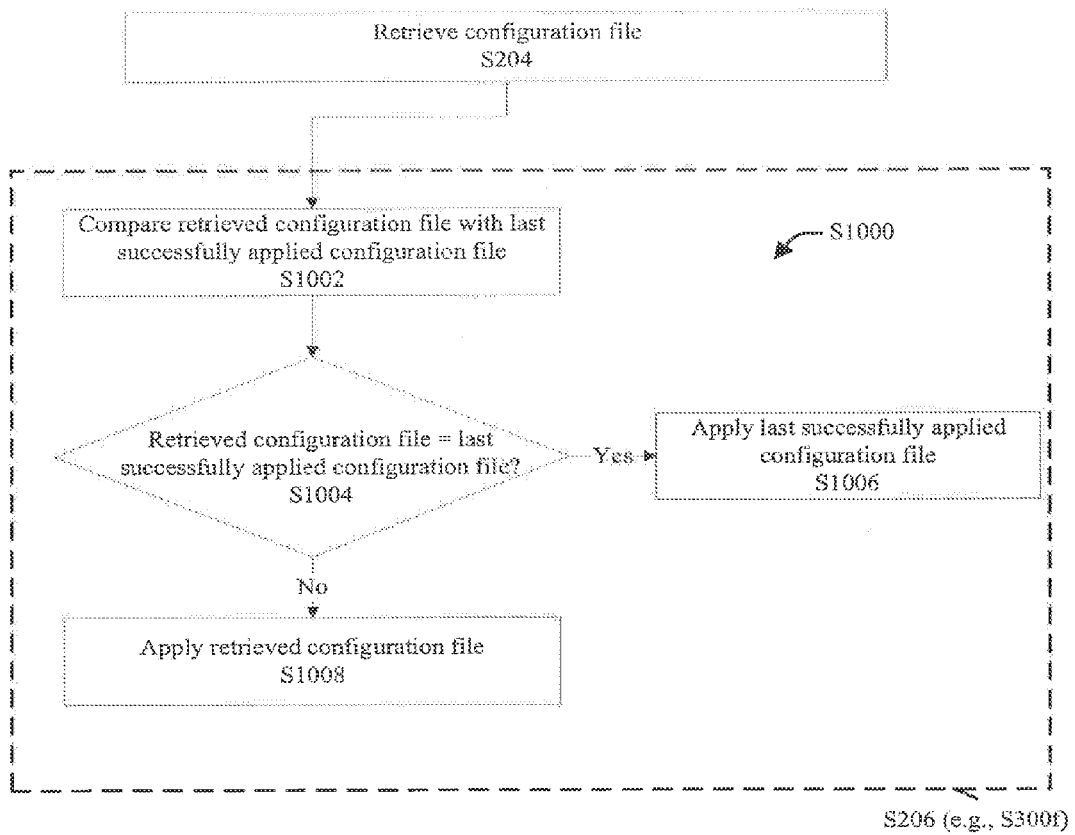 Retrieve configuration file
S204
Compare retrieved configuration file with last
successfully applied configuration file
S1002
S1000
Retrieved configuration file = last
successfully applied configuration file?
S1004
Yes
Apply last successfully applied
configuration file
S1006
No
Apply retrieved configuration file
S1008
S206 (e.g., S300f)